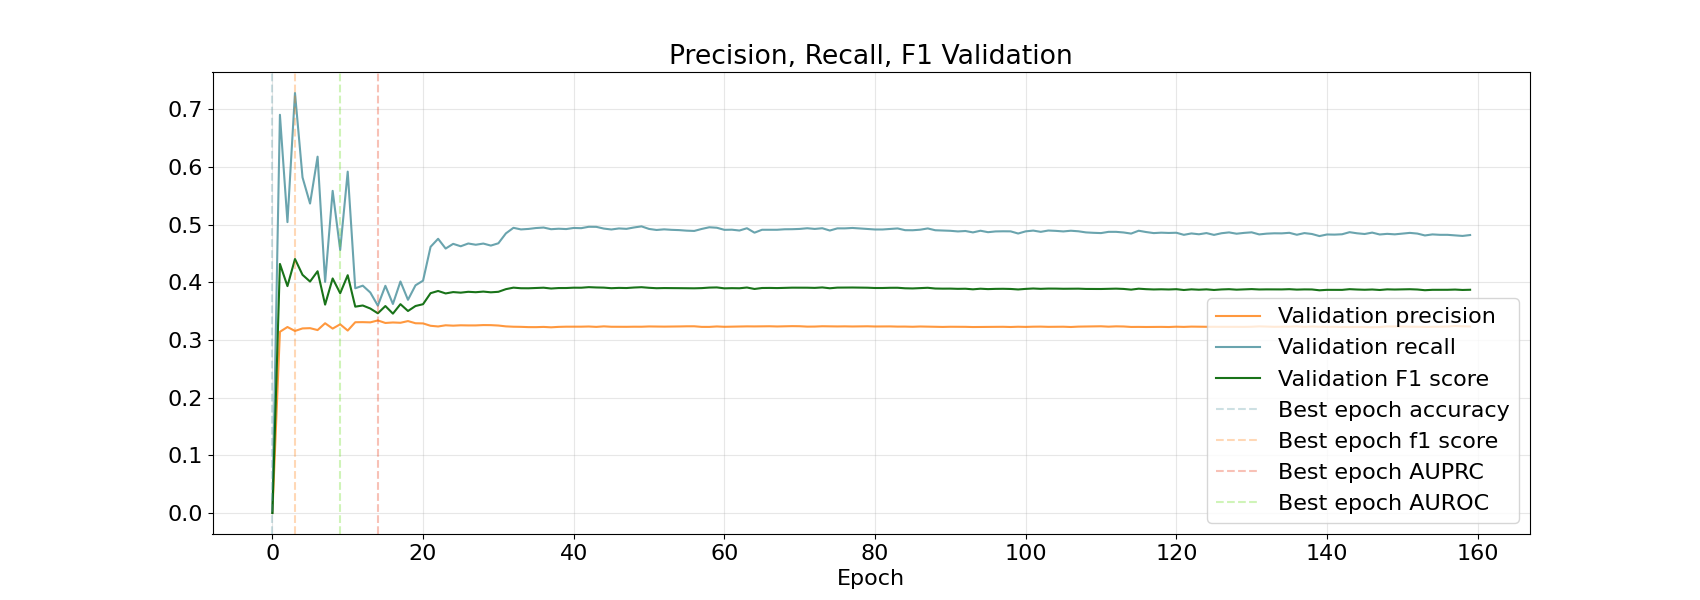 Precision, Recall, F1 Validation
0.7
0.6
0.5
0.4
0.3
0.2
0.1
0.0
Validation precision
Validation recall
Validation F1 score
Best epoch accuracy
Best epoch f1 score
Best epoch AUPRC
Best epoch AUROC
0 20 40 60 80 100 120 140 160
Epoch